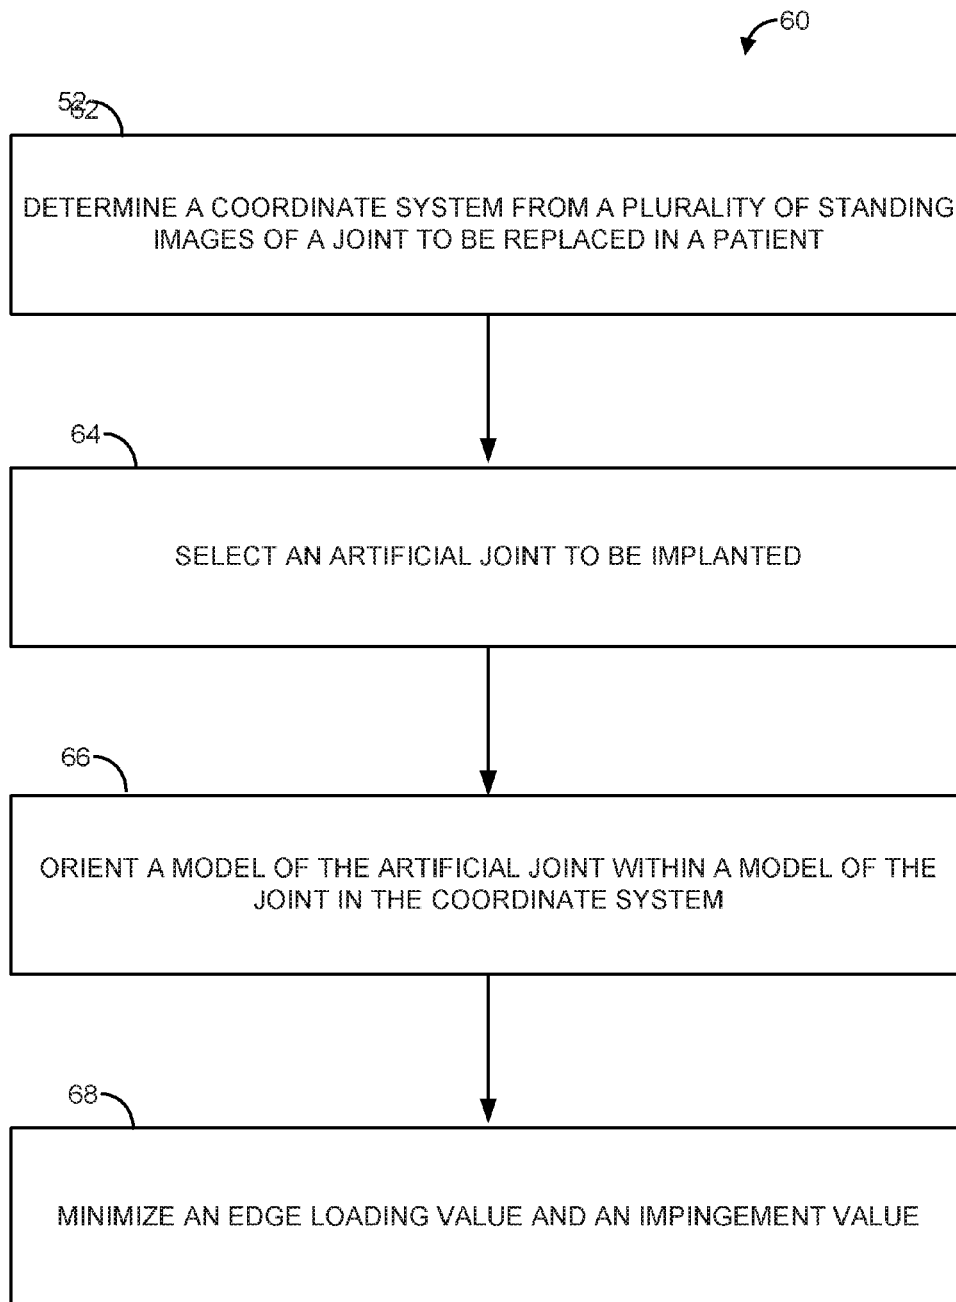 60
52
62
DETERMINE A COORDINATE SYSTEM FROM A PLURALITY OF STANDING
IMAGES OF A JOINT TO BE REPLACED IN A PATIENT
64
SELECT AN ARTIFICIAL JOINT TO BE IMPLANTED
66
ORIENT A MODEL OF THE ARTIFICIAL JOINT WITHIN A MODEL OF THE
JOINT IN THE COORDINATE SYSTEM
68
MINIMIZE AN EDGE LOADING VALUE AND AN IMPINGEMENT VALUE